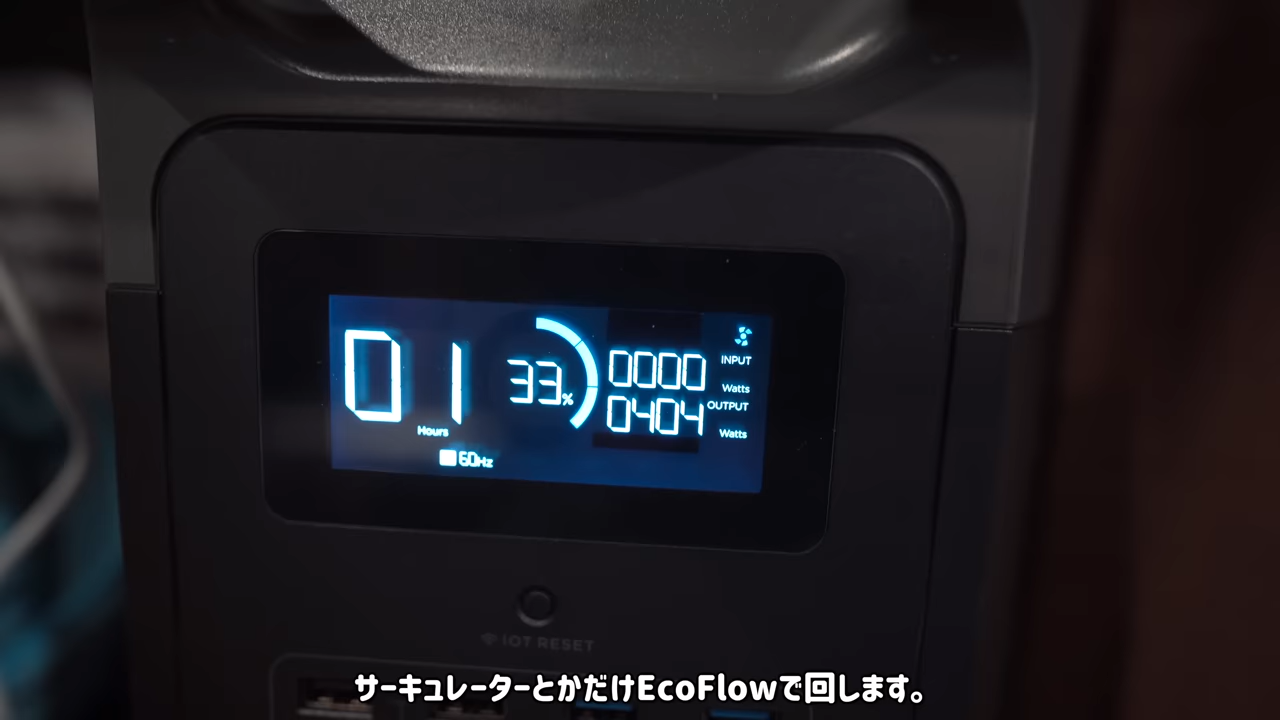 01
Hours
33%
0000
INPUT
Watts
0404
OUTPUT
Watts
60Hz
IOT RESET
サーキュレーターとかだけEcoFlowで回します。